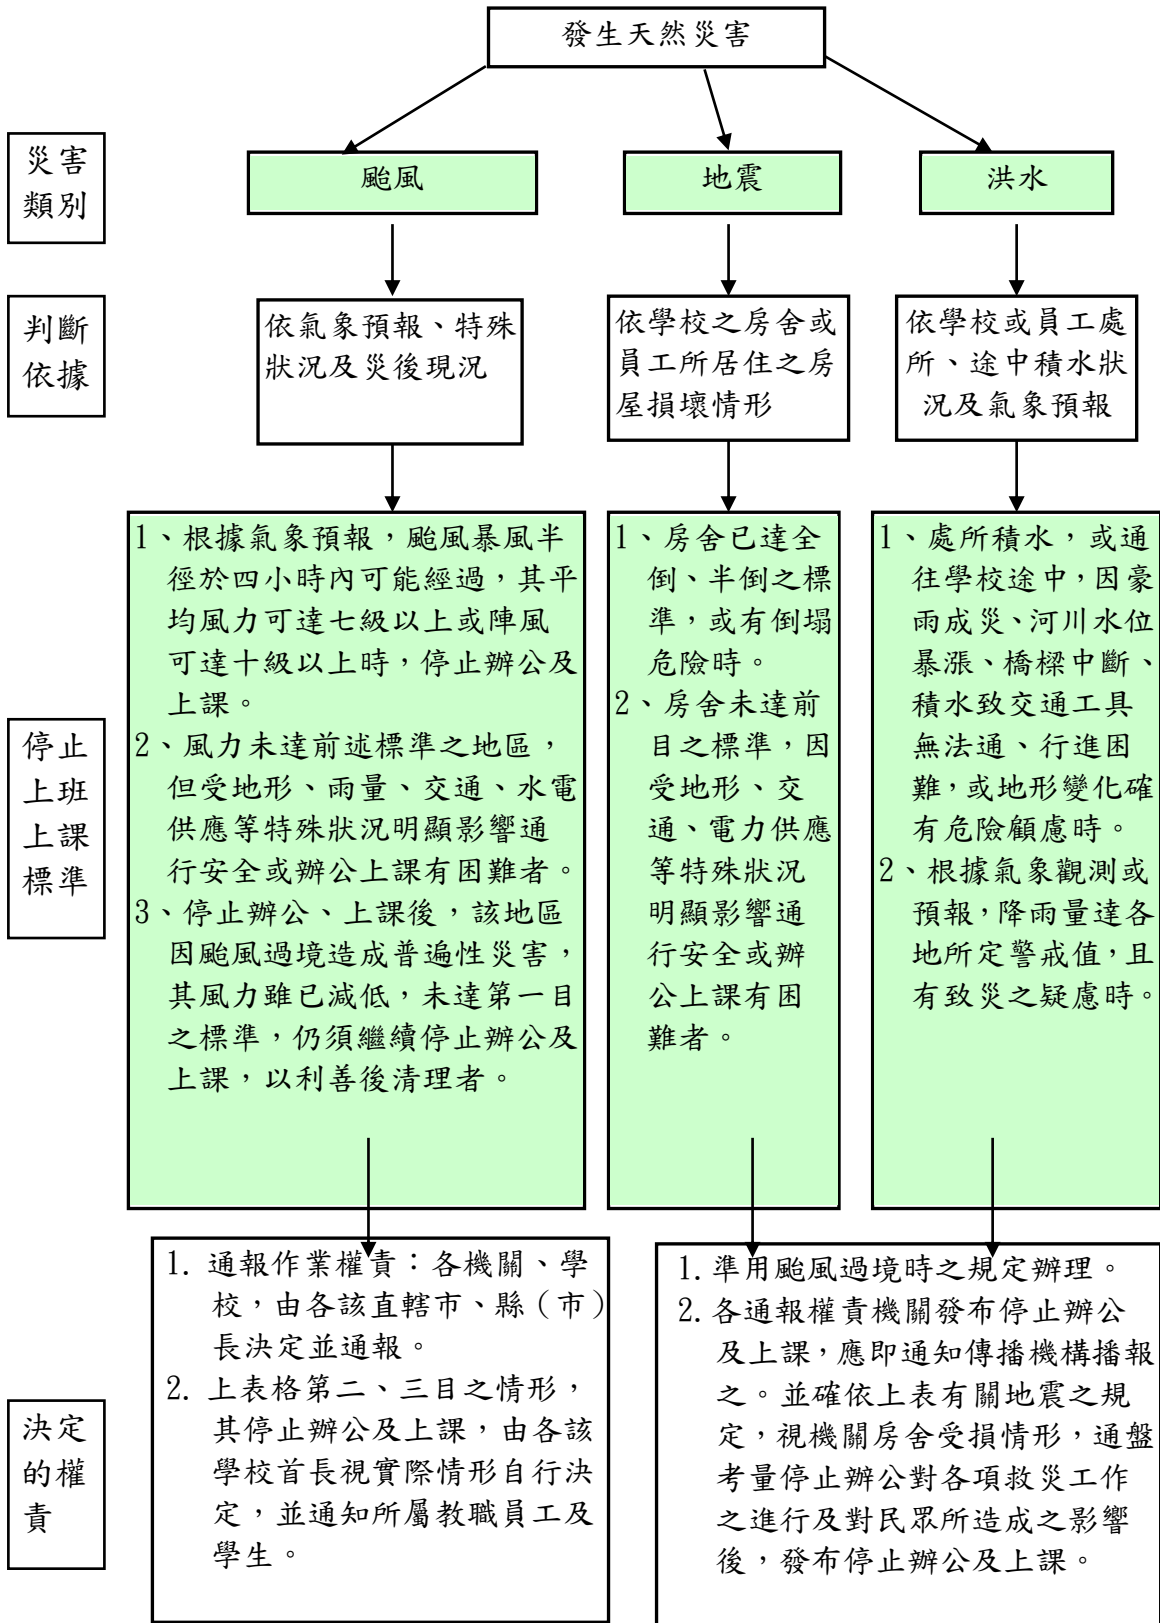 發生天然災害
災害
類別
颱風
地震
洪水
判斷
依據
依氣象預報、特殊
狀況及災後現況
依學校之房舍或
員工所居住之房
屋損壞情形
依學校或員工處
所、途中積水狀
況及氣象預報
停止
上班
上課
標準
1、根據氣象預報，颱風暴風半
徑於四小時內可能經過，其平
均風力可達七級以上或陣風
可達十級以上時，停止辦公及
上課。
2、風力未達前述標準之地區，
但受地形、雨量、交通、水電
供應等特殊狀況明顯影響通
行安全或辦公上課有困難者。
3、停止辦公、上課後，該地區
因颱風過境造成普遍性災害，
其風力雖已減低，未達第一目
之標準，仍須繼續停止辦公及
上課，以利善後清理者。
1、房舍已達全
倒、半倒之標
準，或有倒塌
危險時。
2、房舍未達前
目之標準，因
受地形、交
通、電力供應
等特殊狀況
明顯影響通
行安全或辦
公上課有困
難者。
1、處所積水，或通
往學校途中，因豪
雨成災、河川水位
暴漲、橋樑中斷、
積水致交通工具
無法通、行進困
難，或地形變化確
有危險顧慮時。
2、根據氣象觀測或
預報，降雨量達各
地所定警戒值，且
有致災之疑慮時。
決定
的權
責
1. 通報作業權責：各機關、學
校，由各該直轄市、縣（市）
長決定並通報。
2. 上表格第二、三目之情形，
其停止辦公及上課，由各該
學校首長視實際情形自行決
定，並通知所屬教職員工及
學生。
1. 準用颱風過境時之規定辦理。
2. 各通報權責機關發布停止辦公
及上課，應即通知傳播機構播報
之。並確依上表有關地震之規
定，視機關房舍受損情形，通盤
考量停止辦公對各項救災工作
之進行及對民眾所造成之影響
後，發布停止辦公及上課。